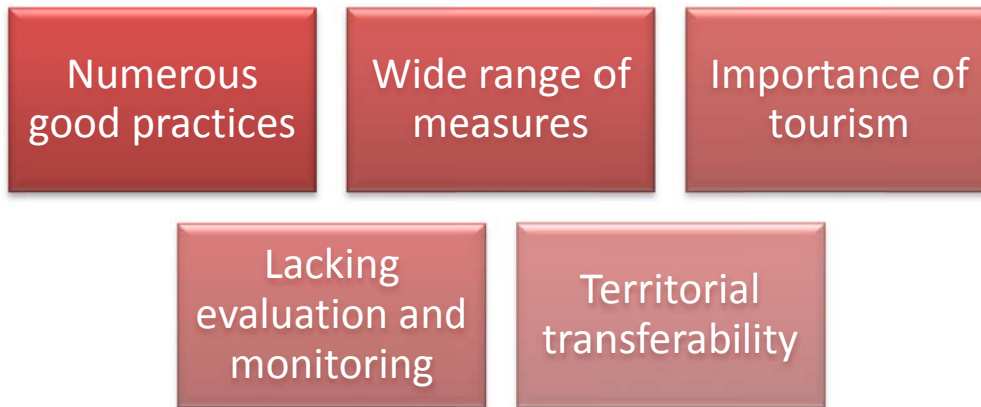 Numerous
good practices
Wide range of
measures
Importance of
tourism
Lacking
evaluation and
monitoring
Territorial
transferability